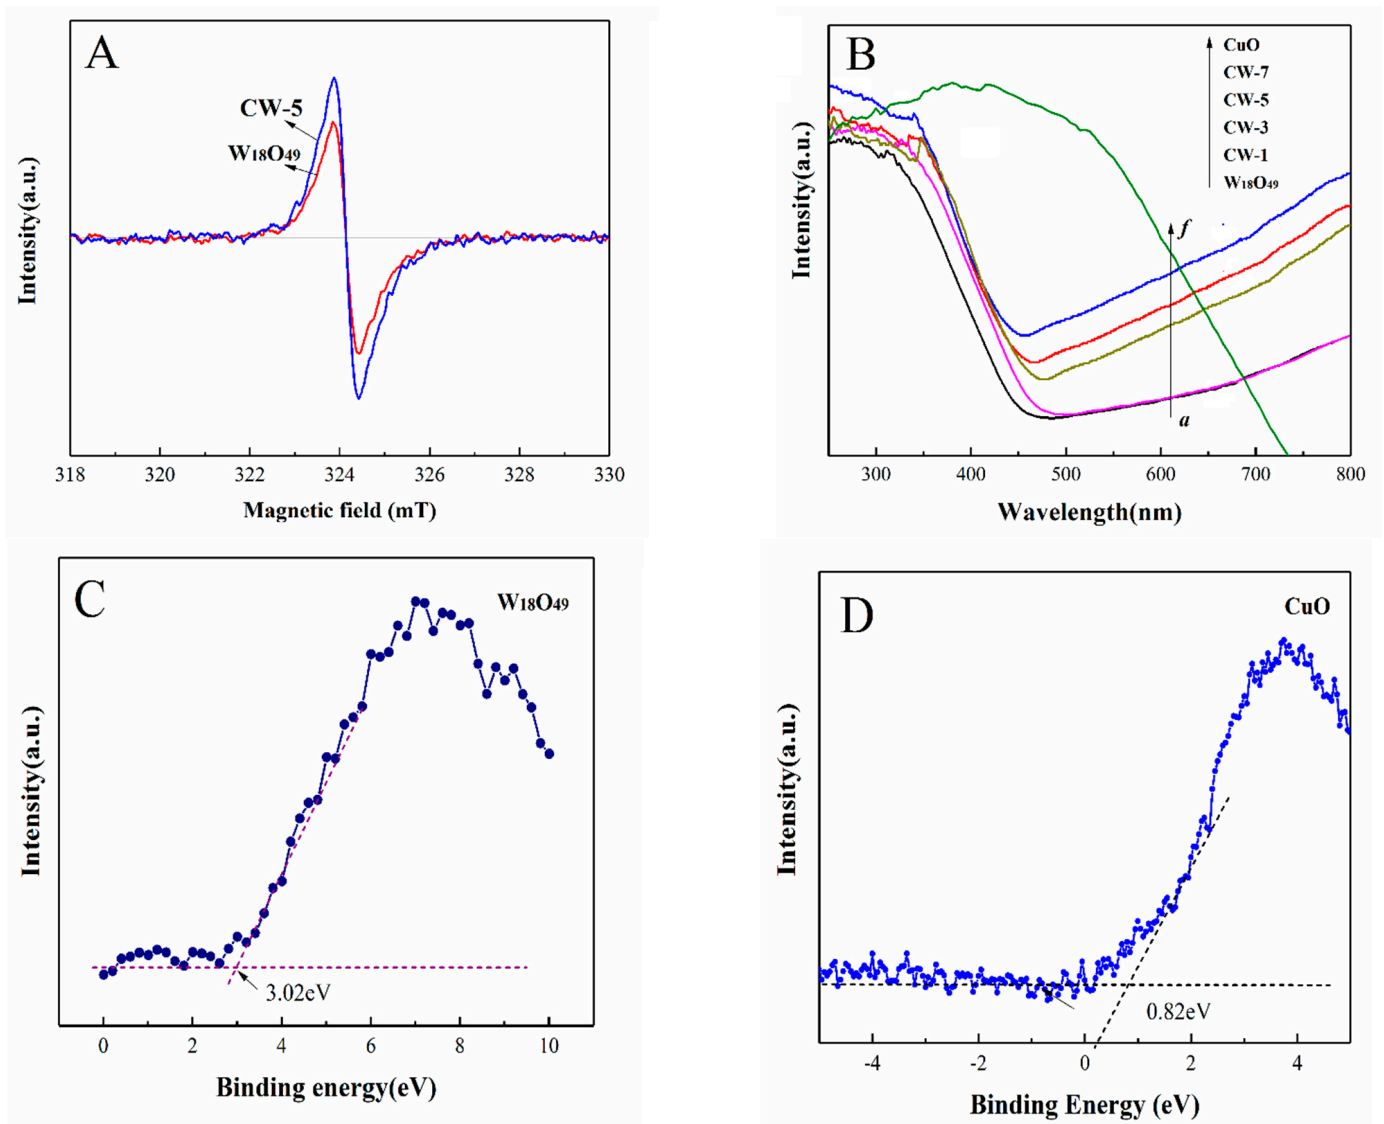 A
CW-5
W18O49
Intensity(a.u.)
318 320 322 324 326 328 330
Magnetic field (mT)
B
CuO
CW-7
CW-5
CW-3
CW-1
W18O49
f
a
Intensity(a.u.)
300 400 500 600 700 800
Wavelength(nm)
C
W18O49
Intensity(a.u.)
3.02eV
0 2 4 6 8 10
Binding energy(eV)
D
CuO
Intensity(a.u.)
0.82eV
-4 -2 0 2 4
Binding Energy (eV)